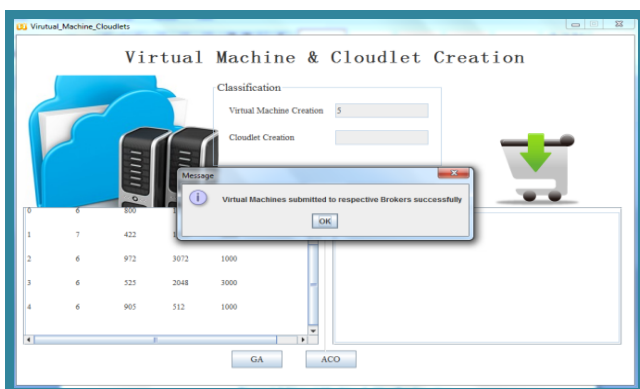 Virutual_Machine_Cloudlets
Virtual Machine & Cloudlet Creation
Classification
Virtual Machine Creation 5
Cloudlet Creation
Message
Virtual Machines submitted to respective Brokers successfully
OK
0 6 800
1 7 422
2 6 972 3072 1000
3 6 525 2048 3000
4 6 905 512 1000
GA ACO